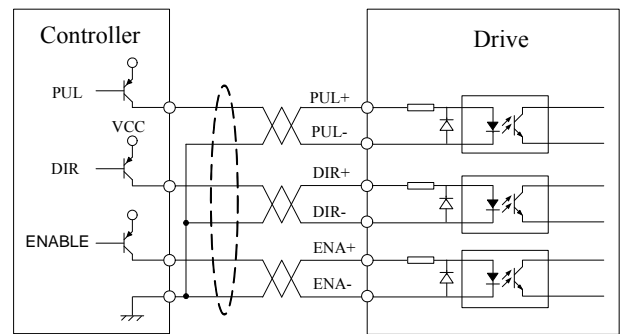 Controller
Drive
PUL
PUL+
PUL-
VCC
DIR
DIR+
DIR-
ENABLE
ENA+
ENA-